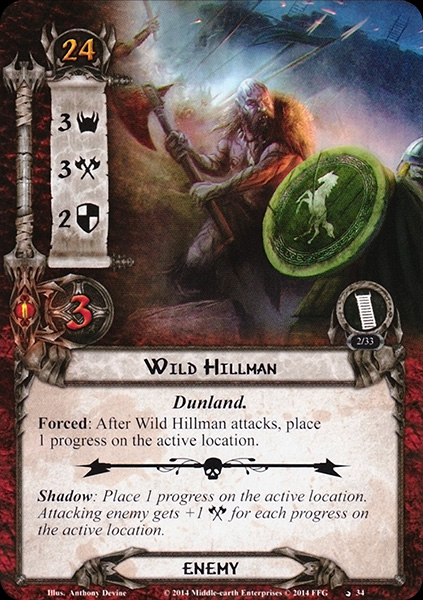 24
3
3
2
3
2/33
Wild Hillman
Dunland.
Forced: After Wild Hillman attacks, place
1 progress on the active location.
Shadow: Place 1 progress on the active location.
Attacking enemy gets +1 for each progress on
the active location.
ENEMY
Illus. Anthony Devine © 2014 Middle-earth Enterprises © 2014 FFG 34